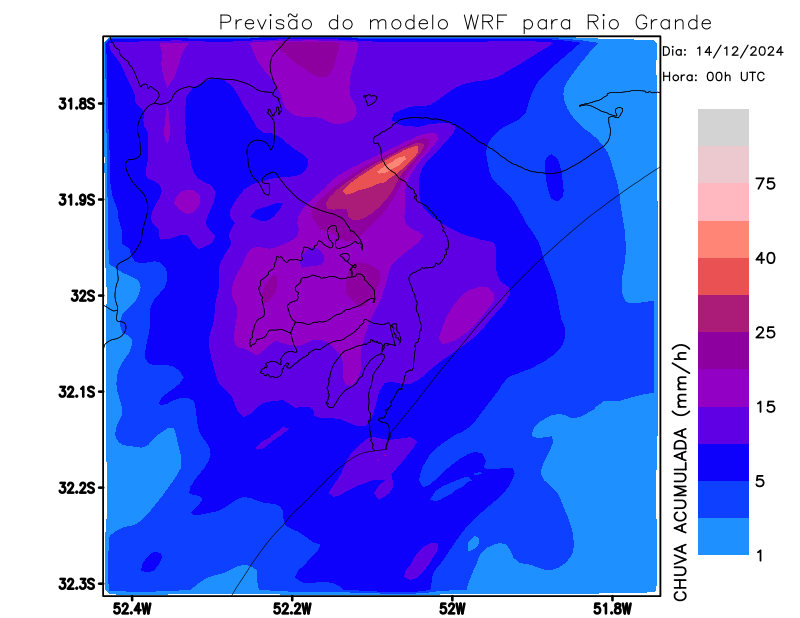 Previsão do modelo WRF para Rio Grande
Dia: 14/12/2024
Hora: 00h UTC
31.8S
31.9S
32S
32.1S
32.2S
32.3S
52.4W
52.2W
52W
51.8W
75
40
25
15
5
1
CHUVA ACUMULADA (mm/h)